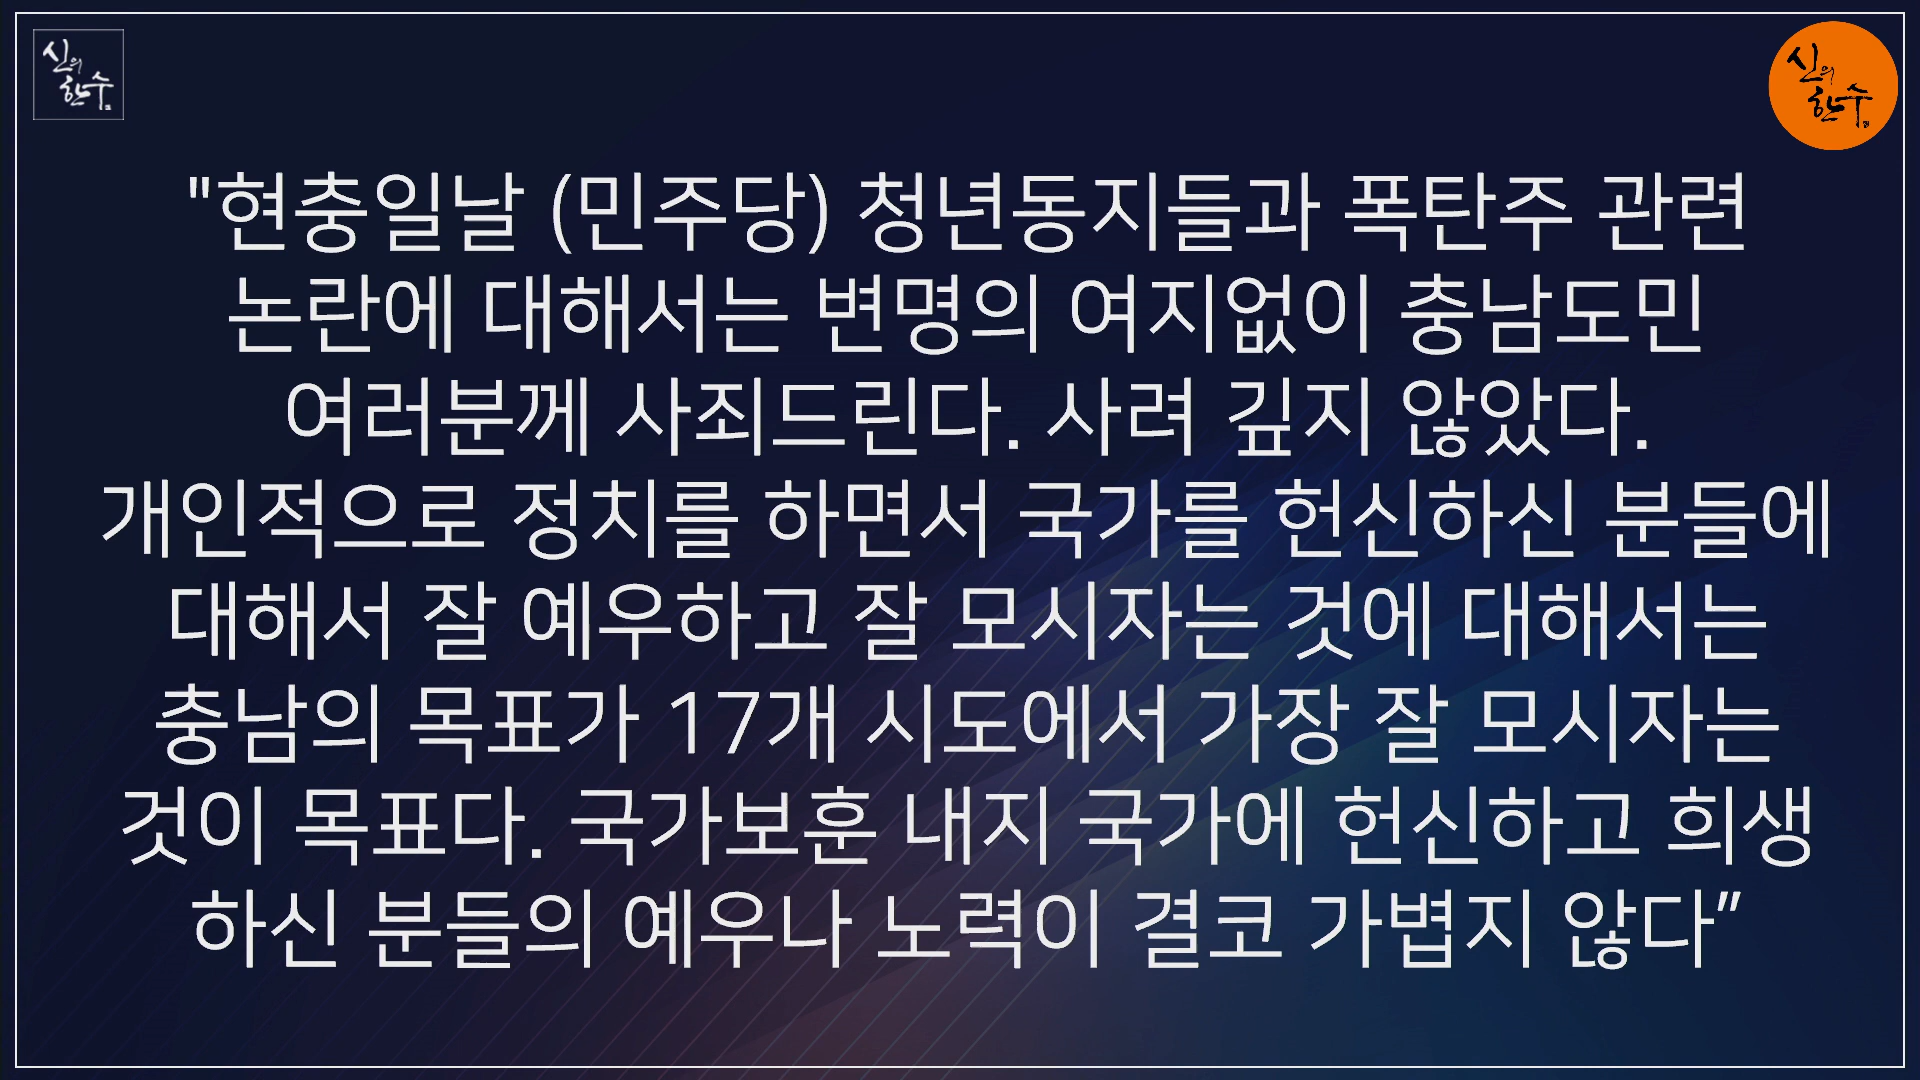 신의
한수
신의
한수
"현충일날 (민주당) 청년동지들과 폭탄주 관련
논란에 대해서는 변명의 여지없이 충남도민
여러분께 사죄드린다. 사려 깊지 않았다.
개인적으로 정치를 하면서 국가를 헌신하신 분들에
대해서 잘 예우하고 잘 모시자는 것에 대해서는
충남의 목표가 17개 시도에서 가장 잘 모시자는
것이 목표다. 국가보훈 내지 국가에 헌신하고 희생
하신 분들의 예우나 노력이 결코 가볍지 않다”